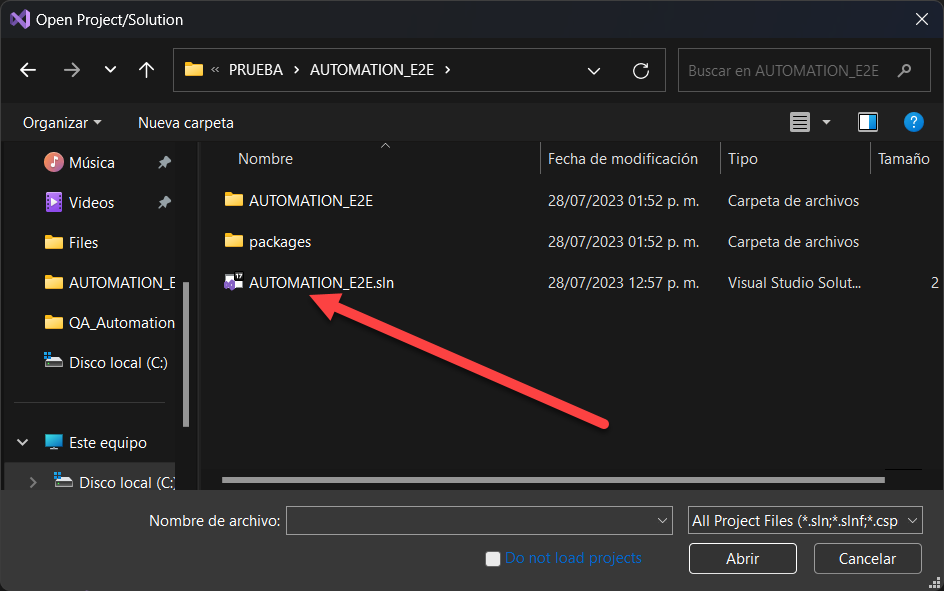 Open Project/Solution
« PRUEBA › AUTOMATION_E2E ›
Buscar en AUTOMATION_E2E
Organizar
Nueva carpeta
Música
Videos
Files
AUTOMATION_E
QA_Automation
Disco local (C:)
Este equipo
Disco local (C:
Nombre Fecha de modificación Tipo Tamaño
AUTOMATION_E2E 28/07/2023 01:52 p. m. Carpeta de archivos
packages 28/07/2023 01:52 p. m. Carpeta de archivos
AUTOMATION_E2E.sln 28/07/2023 12:57 p. m. Visual Studio Solut... 2
Nombre de archivo:
All Project Files (*.sln;*.slnf;*.csp
Do not load projects
Abrir
Cancelar